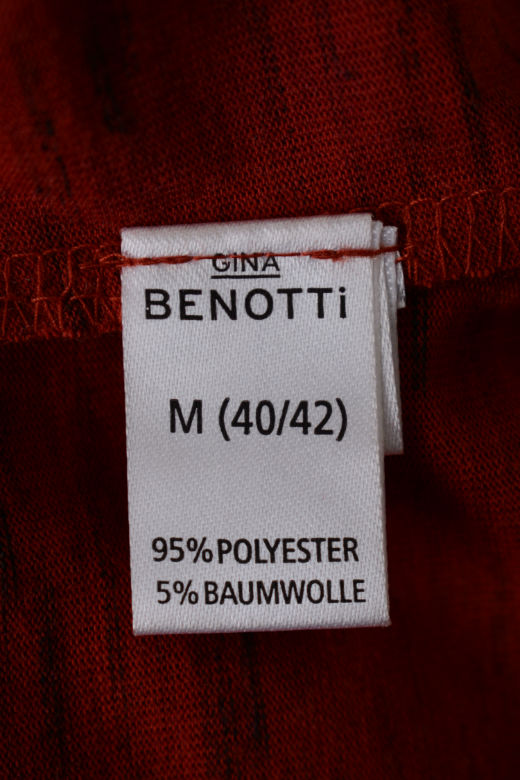 GiNA
BENOTTi
M (40/42)
95% POLYESTER
5% BAUMWOLLE